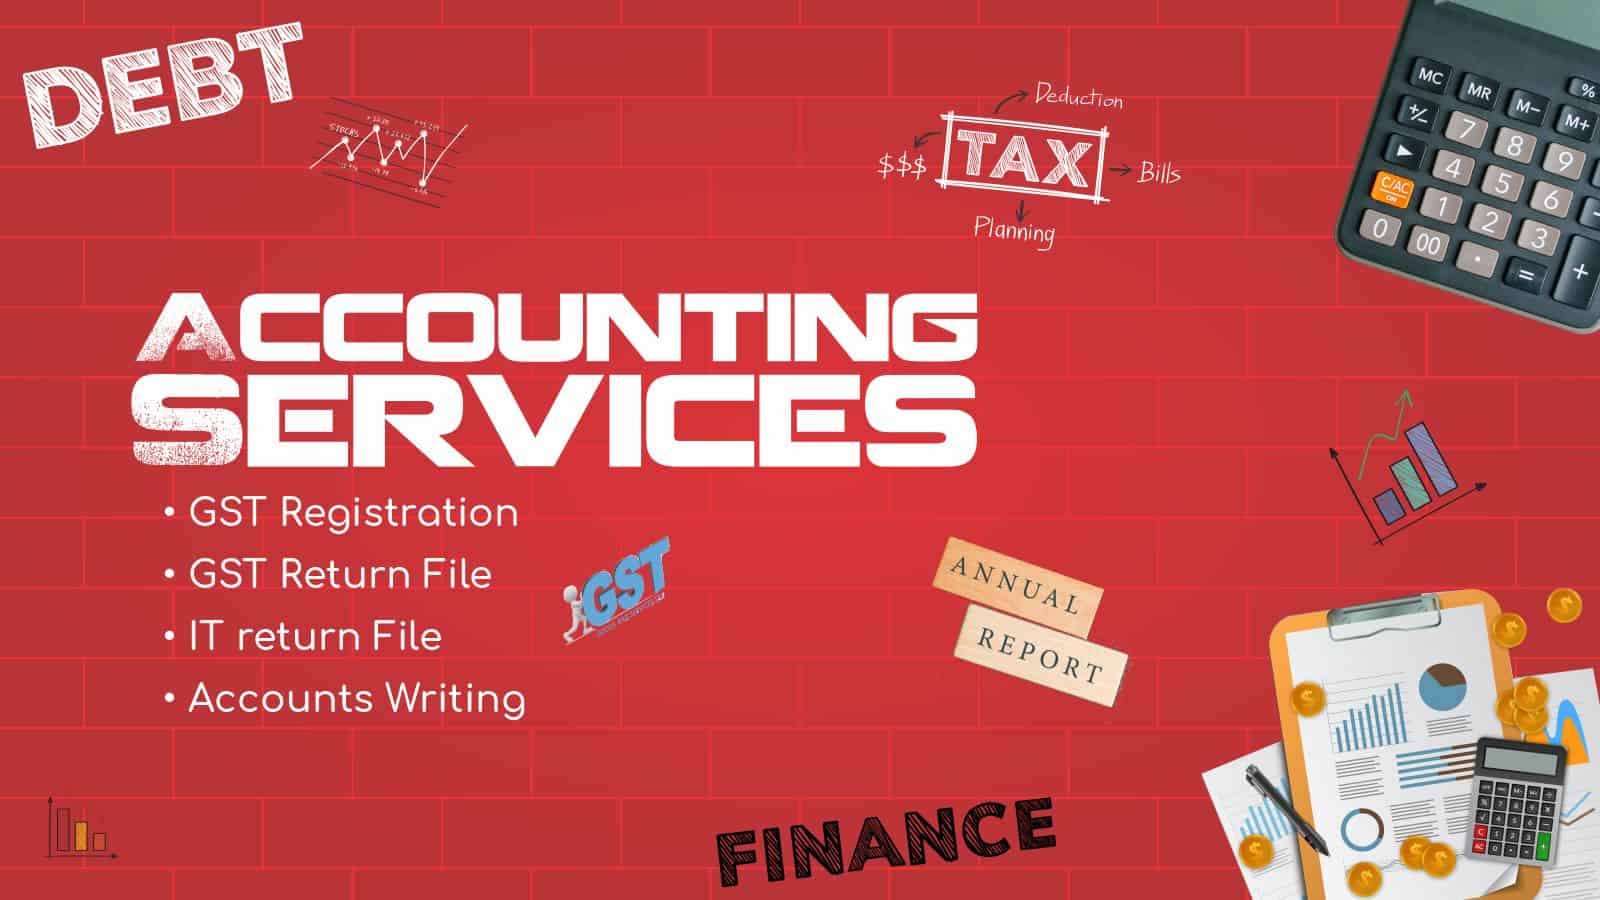 DEBT
STOCKS
Deduction
$$$
TAX
Bills
Planning
MC
MR
M−
M+
%
+/−
7
8
9
▶
4
5
6
C/AC
ON
1
2
3
0
00
.
=
+
ACCOUNTING
SERVICES
• GST Registration
• GST Return File
• IT return File
• Accounts Writing
GST
ANNUAL
REPORT
FINANCE